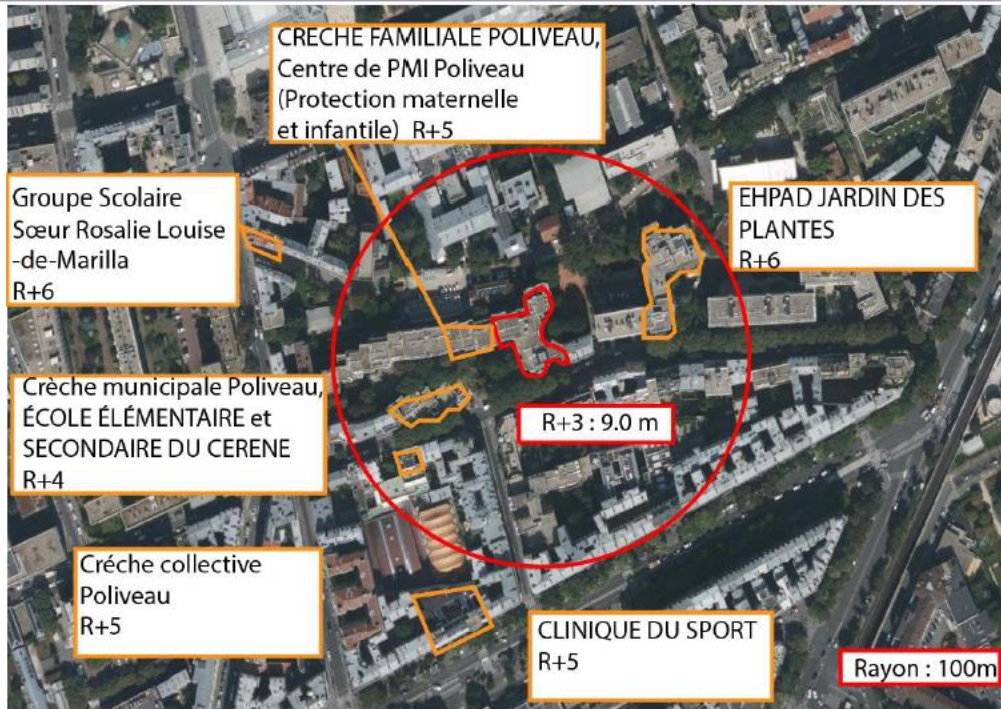 CRECHE FAMILIALE POLIVEAU,
Centre de PMI Poliveau
(Protection maternelle
et infantile) R+5
Groupe Scolaire
Sœur Rosalie Louise
-de-Marilla
R+6
EHPAD JARDIN DES
PLANTES
R+6
Crèche municipale Poliveau,
ÉCOLE ÉLÉMENTAIRE et
SECONDAIRE DU CERENE
R+4
R+3 : 9.0 m
Créche collective
Poliveau
R+5
CLINIQUE DU SPORT
R+5
Rayon : 100m